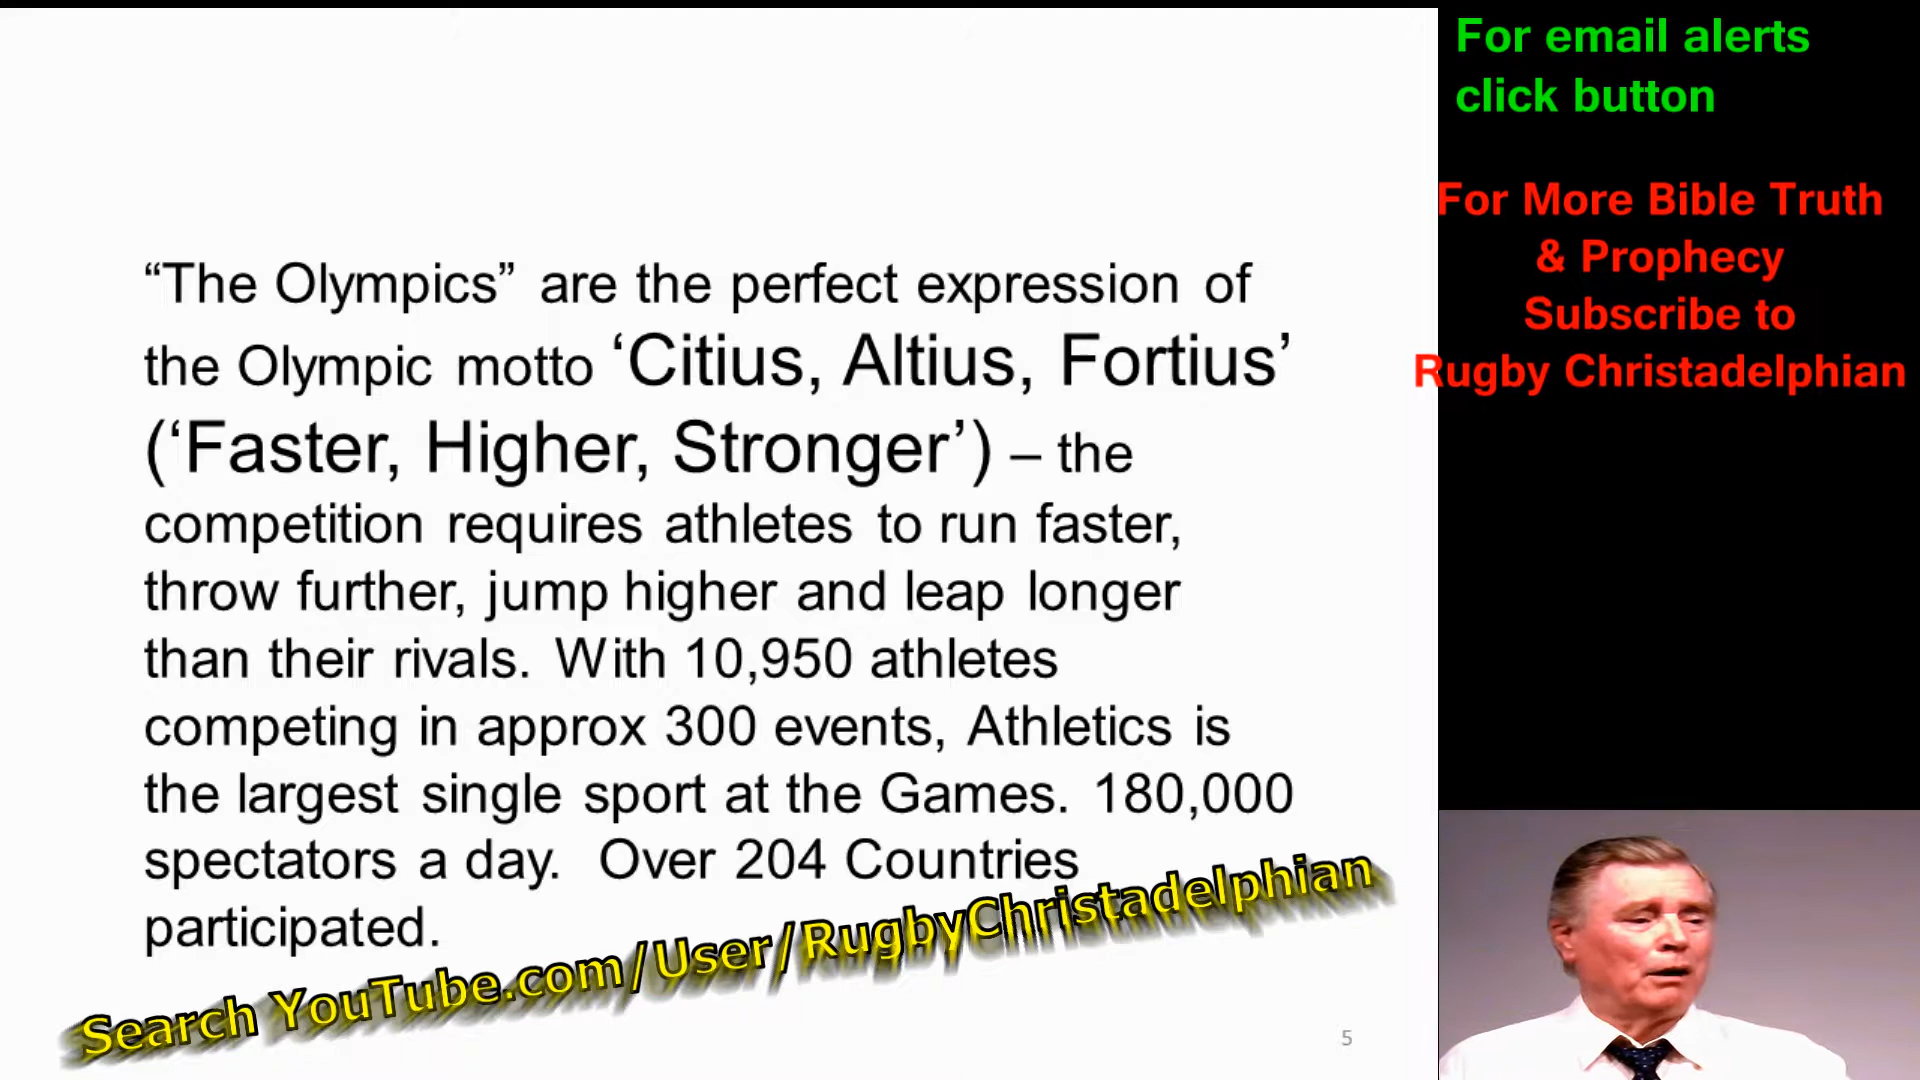 “The Olympics” are the perfect expression of
the Olympic motto ‘Citius, Altius, Fortius’
(‘Faster, Higher, Stronger’) – the
competition requires athletes to run faster,
throw further, jump higher and leap longer
than their rivals. With 10,950 athletes
competing in approx 300 events, Athletics is
the largest single sport at the Games. 180,000
spectators a day. Over 204 Countries
participated.
Search YouTube.com/User/RugbyChristadelphian
5
For email alerts
click button
For More Bible Truth
& Prophecy
Subscribe to
Rugby Christadelphian